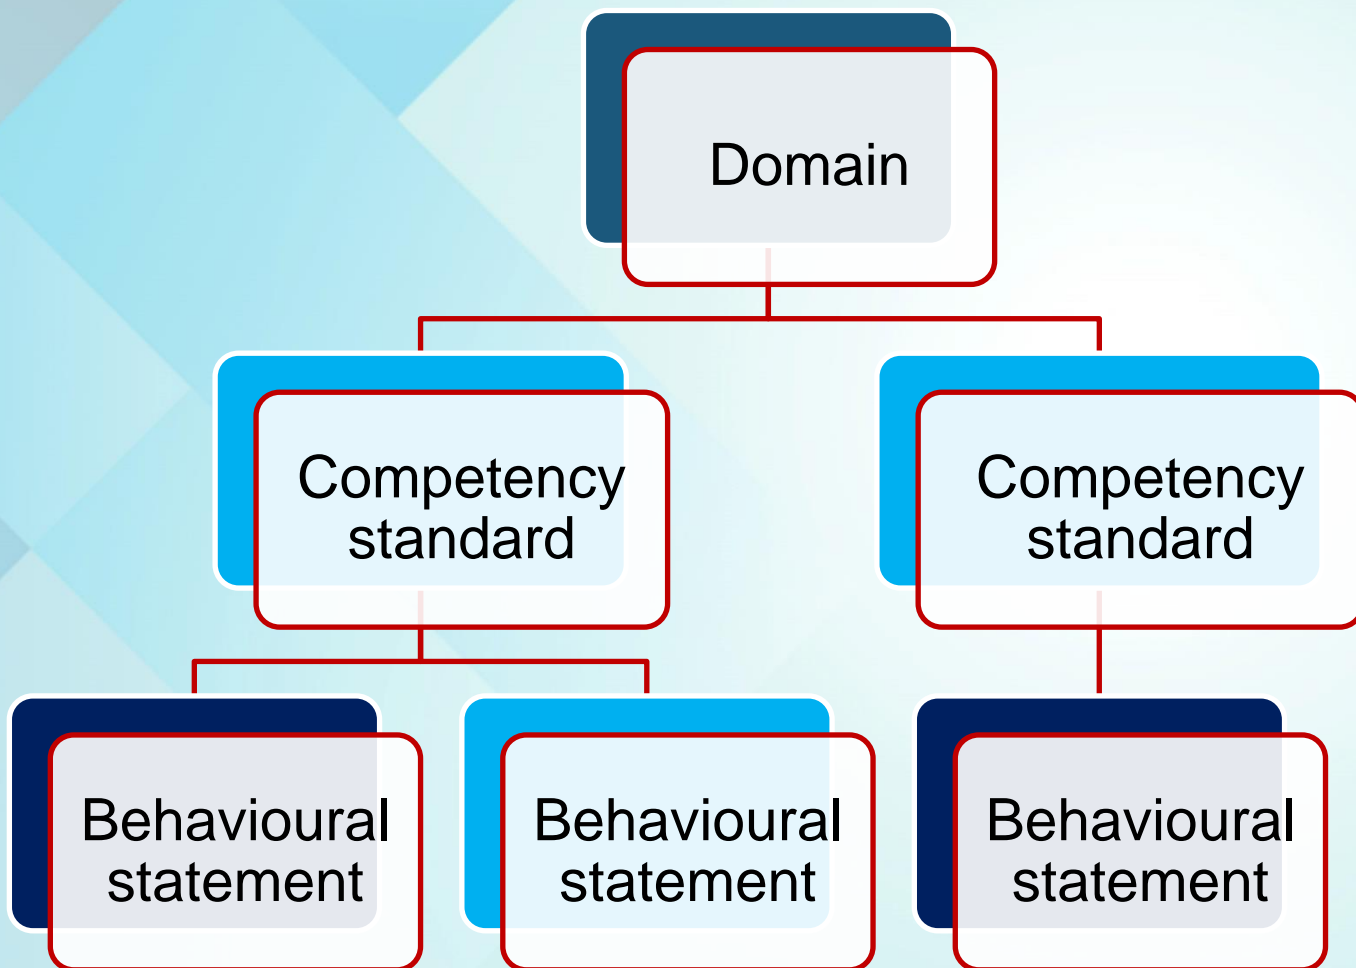 Domain
Competency
standard
Competency
standard
Behavioural
statement
Behavioural
statement
Behavioural
statement